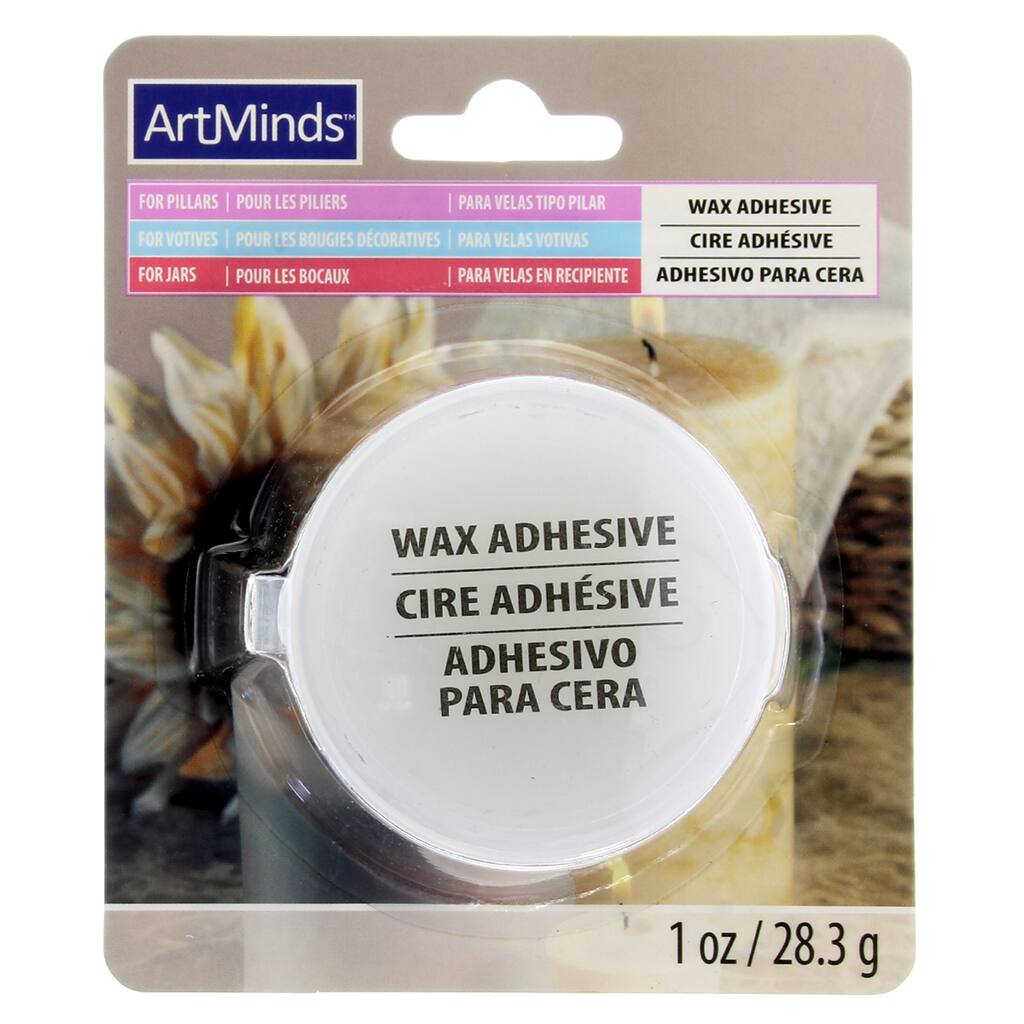 ArtMinds™
FOR PILLARS | POUR LES PILIERS | PARA VELAS TIPO PILAR
FOR VOTIVES | POUR LES BOUGIES DÉCORATIVES | PARA VELAS VOTIVAS
FOR JARS | POUR LES BOCAUX | PARA VELAS EN RECIPIENTE
WAX ADHESIVE
CIRE ADHÉSIVE
ADHESIVO PARA CERA
WAX ADHESIVE
CIRE ADHÉSIVE
ADHESIVO
PARA CERA
1 oz / 28.3 g